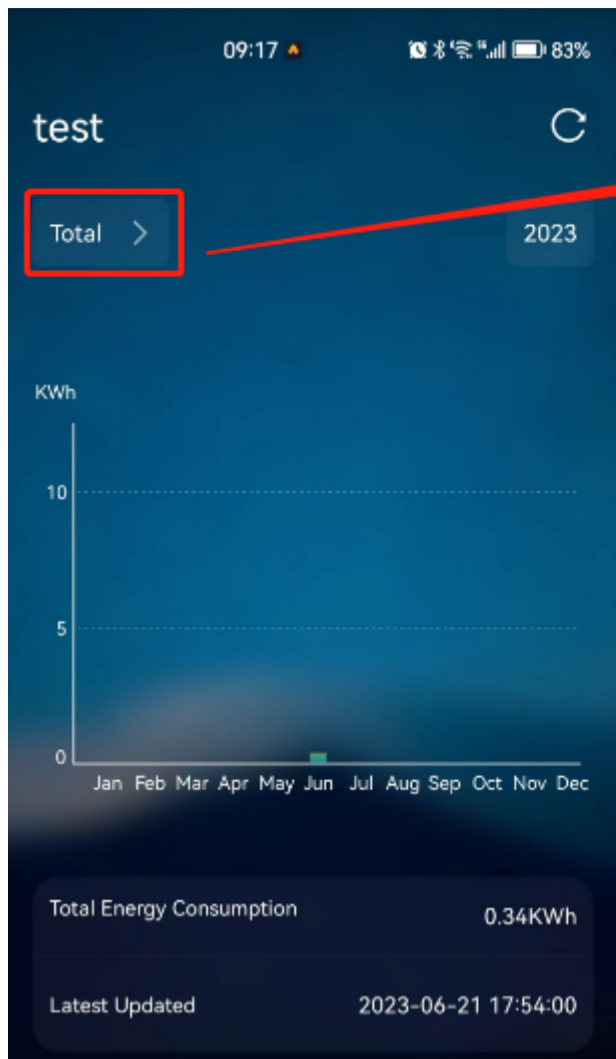 09:17 83%
test
Total > 2023
KWh
10
5
0
Jan Feb Mar Apr May Jun Jul Aug Sep Oct Nov Dec
Total Energy Consumption 0.34KWh
Latest Updated 2023-06-21 17:54:00